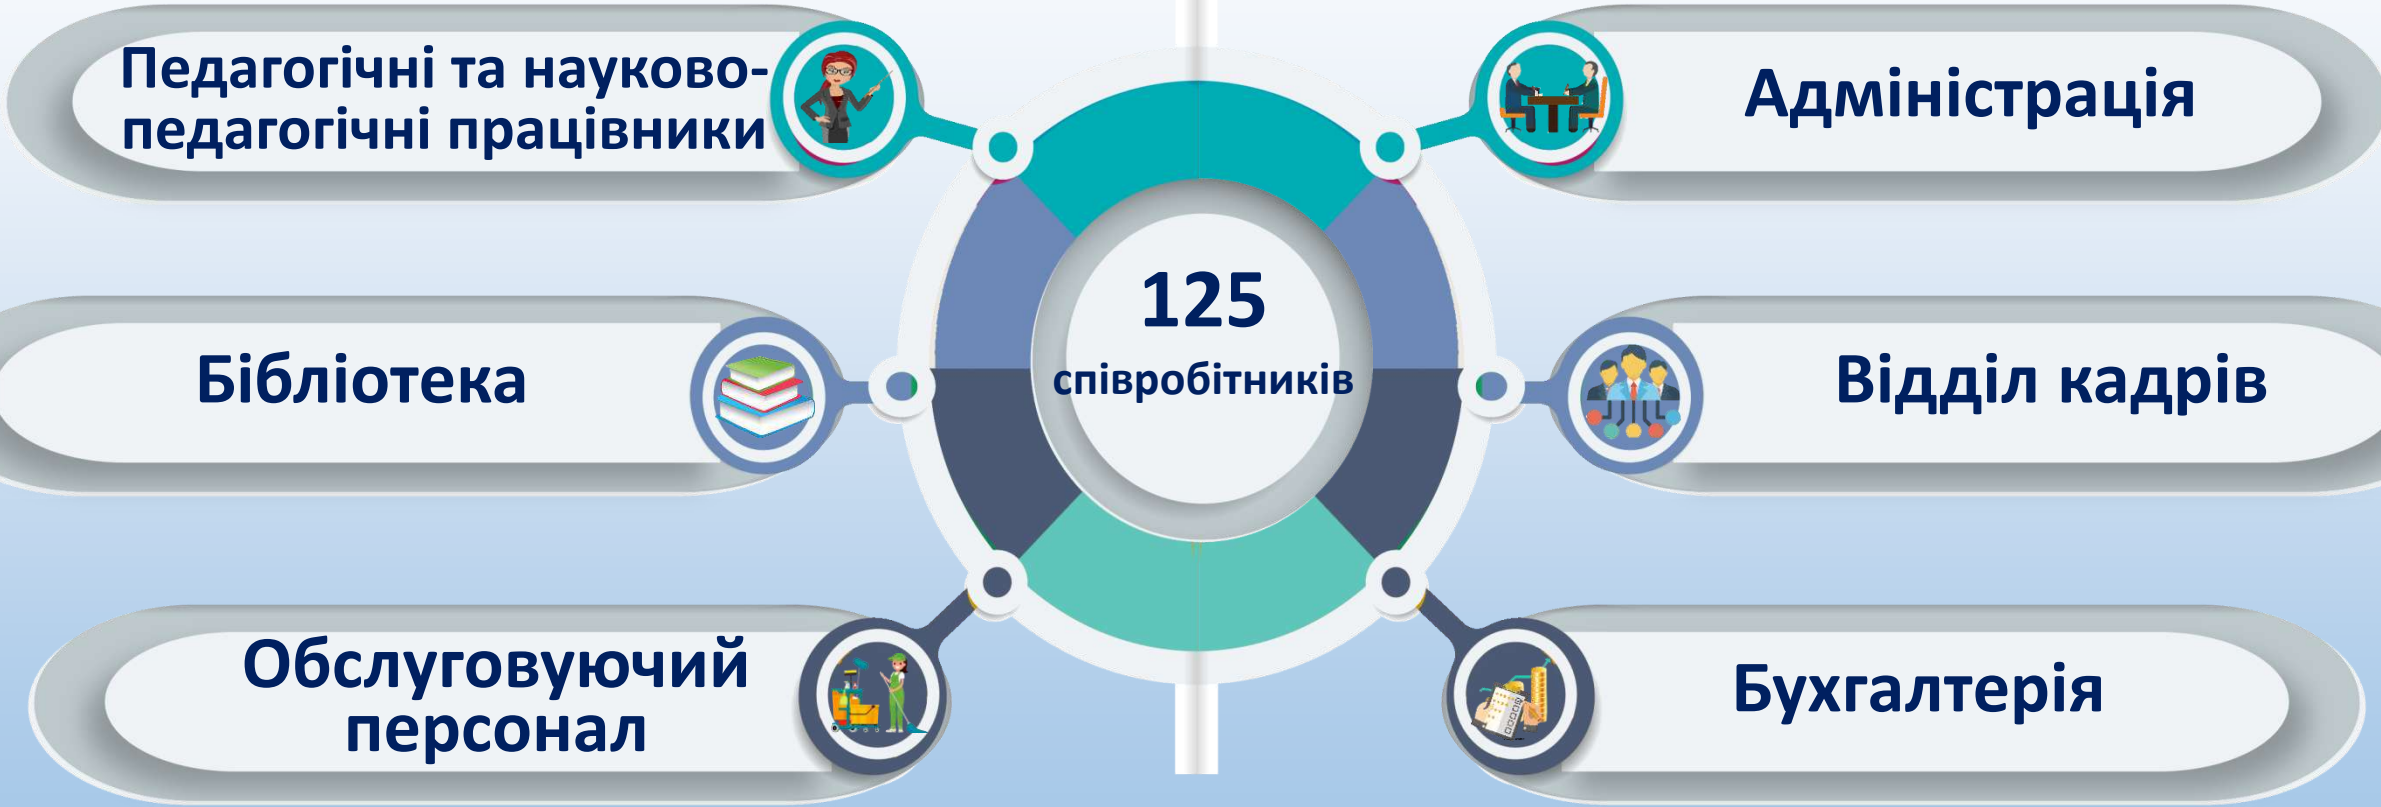 Педагогічні та науково-
педагогічні працівники
Адміністрація
125
співробітників
Бібліотека
Відділ кадрів
Обслуговуючий
персонал
Бухгалтерія